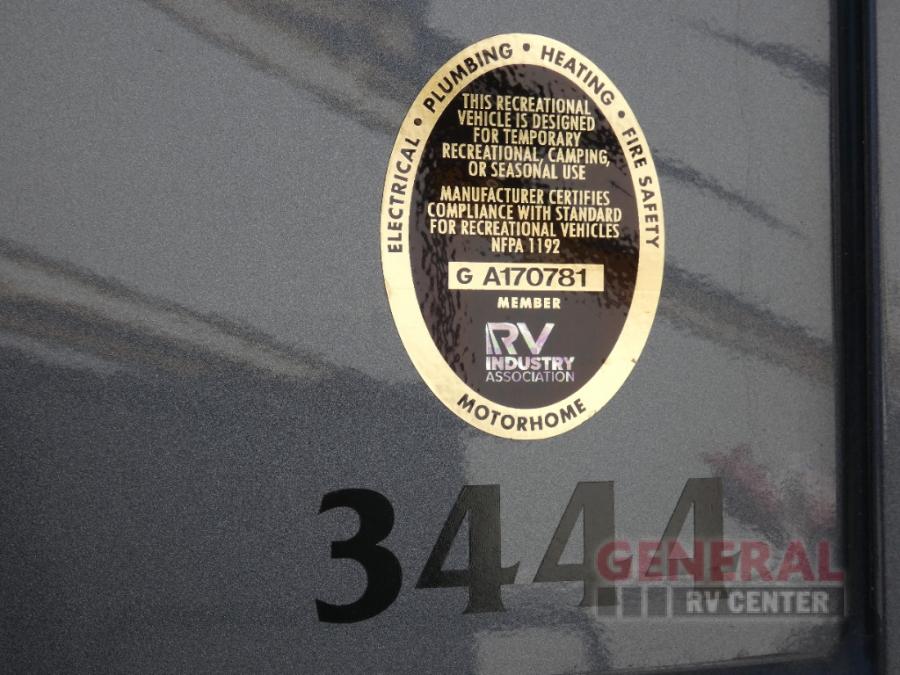 ELECTRICAL • PLUMBING • HEATING • FIRE SAFETY
THIS RECREATIONAL
VEHICLE IS DESIGNED
FOR TEMPORARY
RECREATIONAL, CAMPING,
OR SEASONAL USE
MANUFACTURER CERTIFIES
COMPLIANCE WITH STANDARD
FOR RECREATIONAL VEHICLES
NFPA 1192
G A170781
MEMBER
RV
INDUSTRY
ASSOCIATION
MOTORHOME
3444
GENERAL
RV CENTER